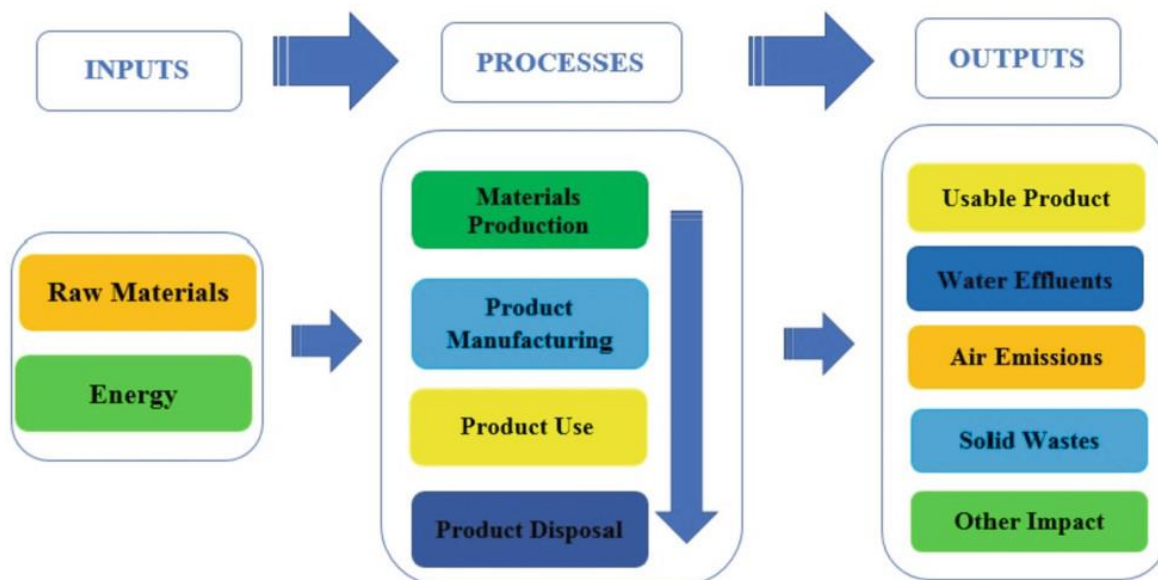 INPUTS
PROCESSES
OUTPUTS
Raw Materials
Energy
Materials
Production
Product
Manufacturing
Product Use
Product Disposal
Usable Product
Water Effluents
Air Emissions
Solid Wastes
Other Impact